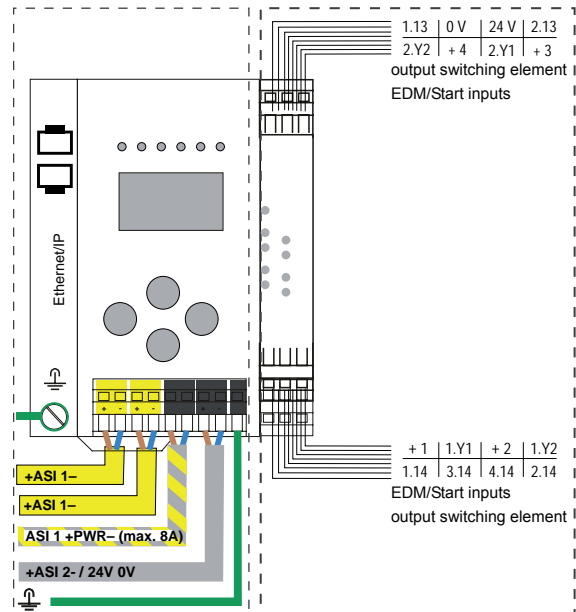 1.13 0 V 24 V 2.13
2.Y2 + 4 2.Y1 + 3
output switching element
EDM/Start inputs
Ethernet/IP
+ - + - + -
+ASI 1–
+ASI 1–
ASI 1 +PWR– (max. 8A)
+ASI 2- / 24V 0V
+ 1 1.Y1 + 2 1.Y2
1.14 3.14 4.14 2.14
EDM/Start inputs
output switching element